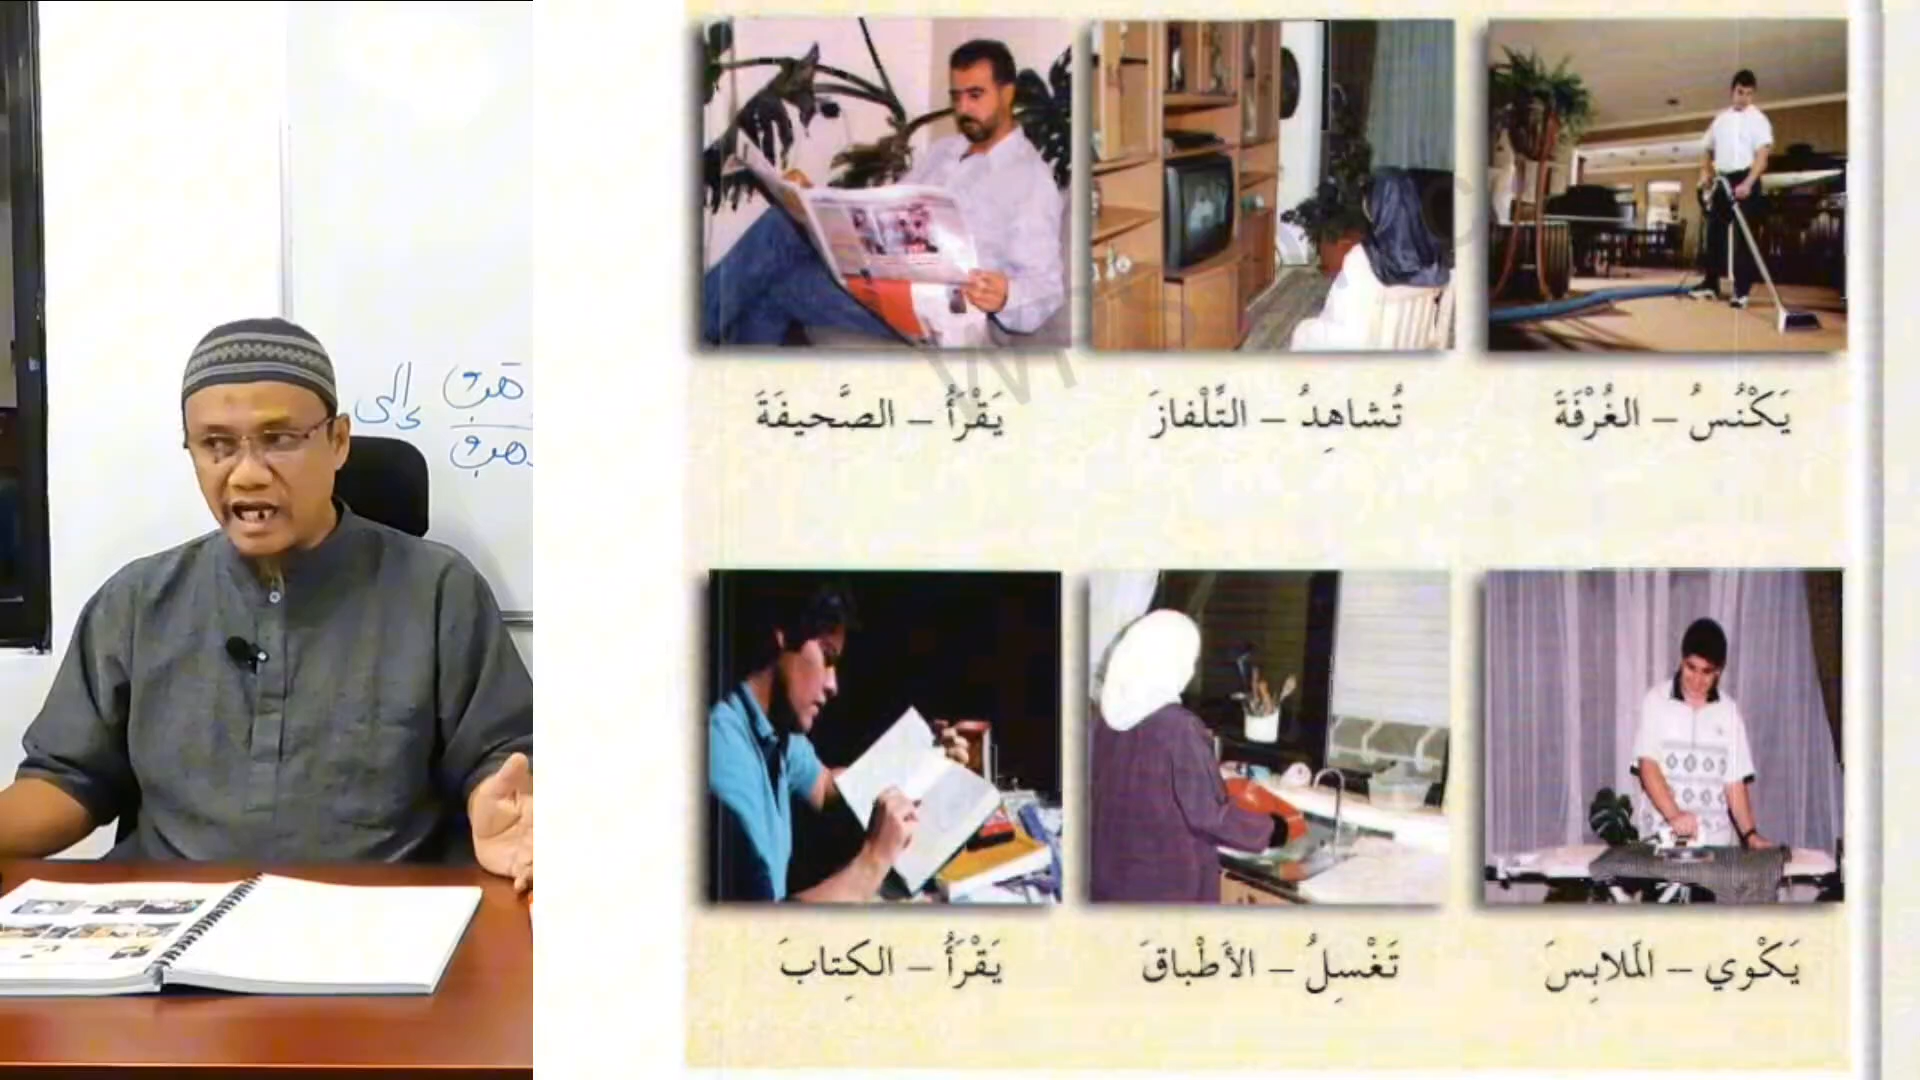 إلى
يَكْنُسُ – الغُرْفَةَ
تُشاهِدُ – التِّلْفازَ
يَقْرَأُ – الصَّحيفَةَ
يَكْوي – المَلابِسَ
تَغْسِلُ – الأَطْباقَ
يَقْرَأُ – الكِتابَ